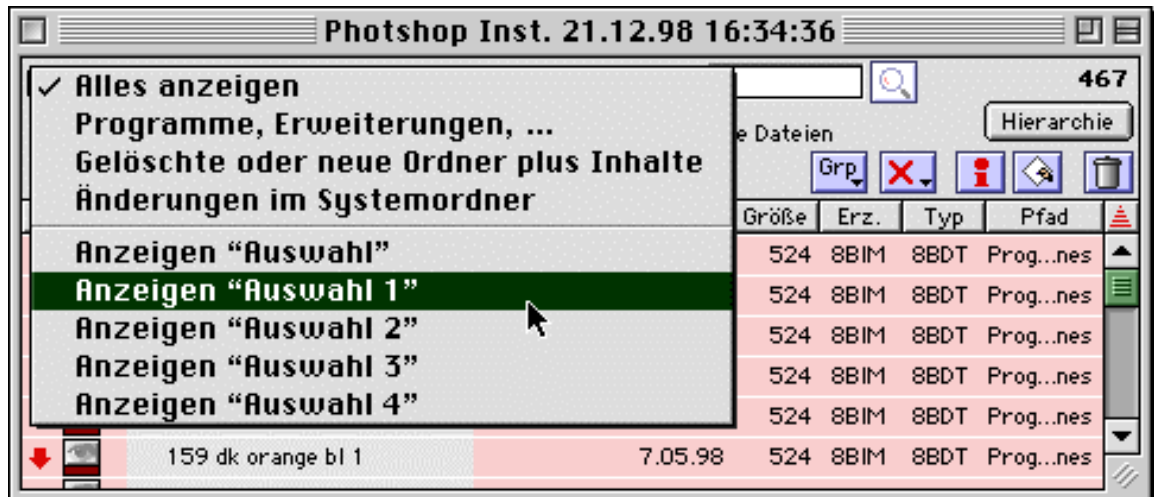 Photshop Inst. 21.12.98 16:34:36
467
✓ Alles anzeigen
Programme, Erweiterungen, ...
Gelöschte oder neue Ordner plus Inhalte
Änderungen im Systemordner
Anzeigen “Auswahl”
Anzeigen “Auswahl 1”
Anzeigen “Auswahl 2”
Anzeigen “Auswahl 3”
Anzeigen “Auswahl 4”
e Dateien
Hierarchie
Grp
Größe Erz. Typ Pfad
524 8BIM 8BDT Prog...nes
524 8BIM 8BDT Prog...nes
524 8BIM 8BDT Prog...nes
524 8BIM 8BDT Prog...nes
524 8BIM 8BDT Prog...nes
159 dk orange bl 1 7.05.98 524 8BIM 8BDT Prog...nes